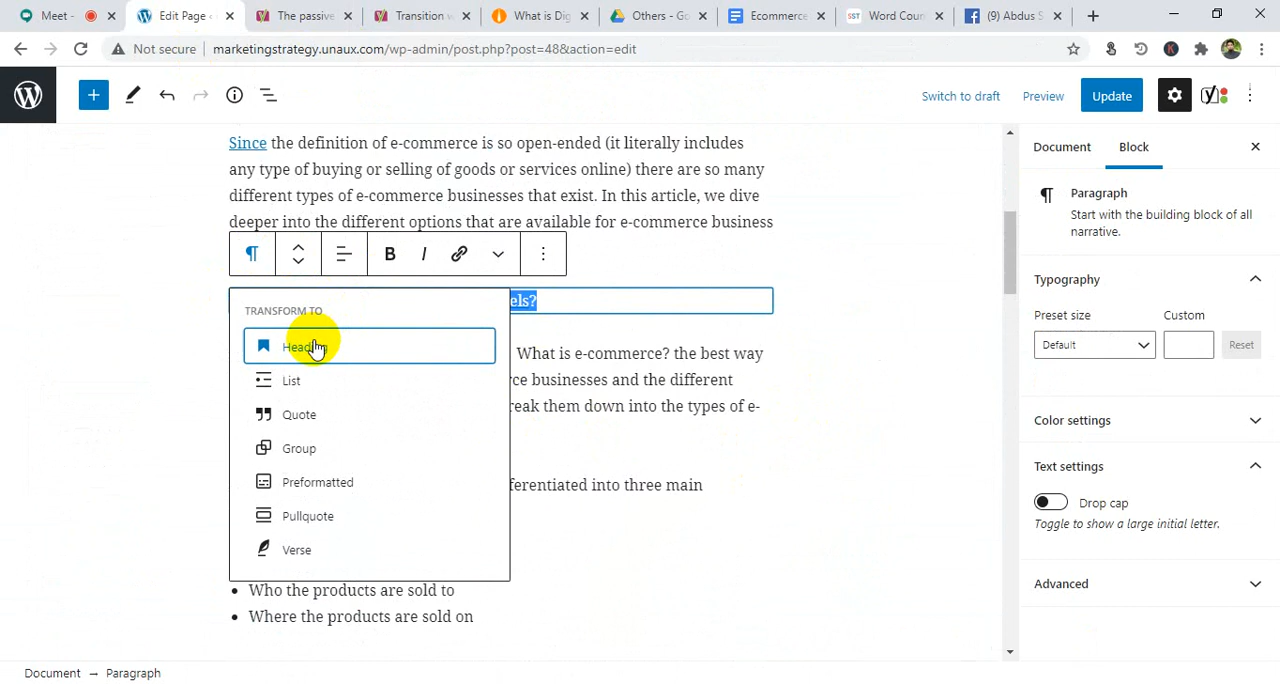 Meet -
Edit Page
The passive
Transition w
What is Dig
Others - Go
Ecommerce
SST
Word Coun
(9) Abdus S
Not secure
marketingstrategy.unaux.com/wp-admin/post.php?post=48&action=edit
K
Switch to draft
Preview
Update
Since the definition of e-commerce is so open-ended (it literally includes
any type of buying or selling of goods or services online) there are so many
different types of e-commerce businesses that exist. In this article, we dive
deeper into the different options that are available for e-commerce business
B
I
els?
TRANSFORM TO
Heading
List
Quote
Group
Preformatted
Pullquote
Verse
What is e-commerce? the best way
rce businesses and the different
reak them down into the types of e-
ferentiated into three main
• Who the products are sold to
• Where the products are sold on
Document
Block
Paragraph
Start with the building block of all
narrative.
Typography
Preset size
Custom
Default
Reset
Color settings
Text settings
Drop cap
Toggle to show a large initial letter.
Advanced
Document → Paragraph